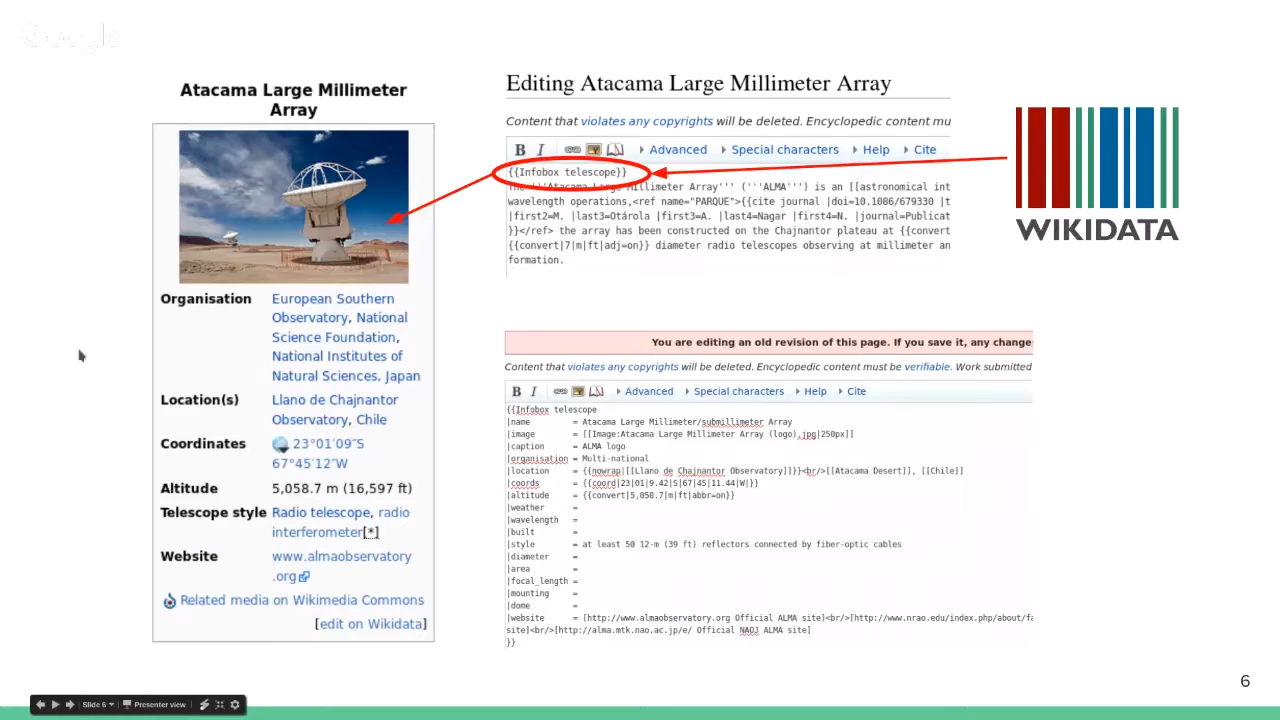 Google
Atacama Large Millimeter
Array
Organisation
European Southern
Observatory, National
Science Foundation,
National Institutes of
Natural Sciences, Japan
Location(s)
Llano de Chajnantor
Observatory, Chile
Coordinates
23°01′09″S
67°45′12″W
Altitude
5,058.7 m (16,597 ft)
Telescope style
Radio telescope, radio
interferometer[*]
Website
www.almaobservatory
.org
Related media on Wikimedia Commons
[edit on Wikidata]
Editing Atacama Large Millimeter Array
Content that violates any copyrights will be deleted. Encyclopedic content mu
B I Advanced Special characters Help Cite
{{Infobox telescope}}
The '''Atacama Large Millimeter Array''' ('''ALMA''') is an [[astronomical int
wavelength operations,<ref name="PARQUE">{{cite journal |doi=10.1086/679330 |t
|first2=M. |last3=Otárola |first3=A. |last4=Nagar |first4=N. |journal=Publicat
}}</ref> the array has been constructed on the Chajnantor plateau at {{convert
{{convert|7|m|ft|adj=on}} diameter radio telescopes observing at millimeter an
formation.
WIKIDATA
You are editing an old revision of this page. If you save it, any change
Content that violates any copyrights will be deleted. Encyclopedic content must be verifiable. Work submitted
B I Advanced Special characters Help Cite
{{Infobox telescope
|name = Atacama Large Millimeter/submillimeter Array
|image = [[Image:Atacama Large Millimeter Array (logo).jpg|250px]]
|caption = ALMA logo
|organisation = Multi-national
|location = {{nowrap|[[Llano de Chajnantor Observatory]]}}<br/>[[Atacama Desert]], [[Chile]]
|coords = {{coord|23|01|9.42|S|67|45|11.44|W|}}
|altitude = {{convert|5,058.7|m|ft|abbr=on}}
|weather =
|wavelength =
|built =
|style = at least 50 12-m (39 ft) reflectors connected by fiber-optic cables
|diameter =
|area =
|focal_length =
|mounting =
|dome =
|website = [http://www.almaobservatory.org Official ALMA site]<br/>[http://www.nrao.edu/index.php/about/fa
site]<br/>[http://alma.mtk.nao.ac.jp/e/ Official NAOJ ALMA site]
}}
6
Slide 6 Presenter view